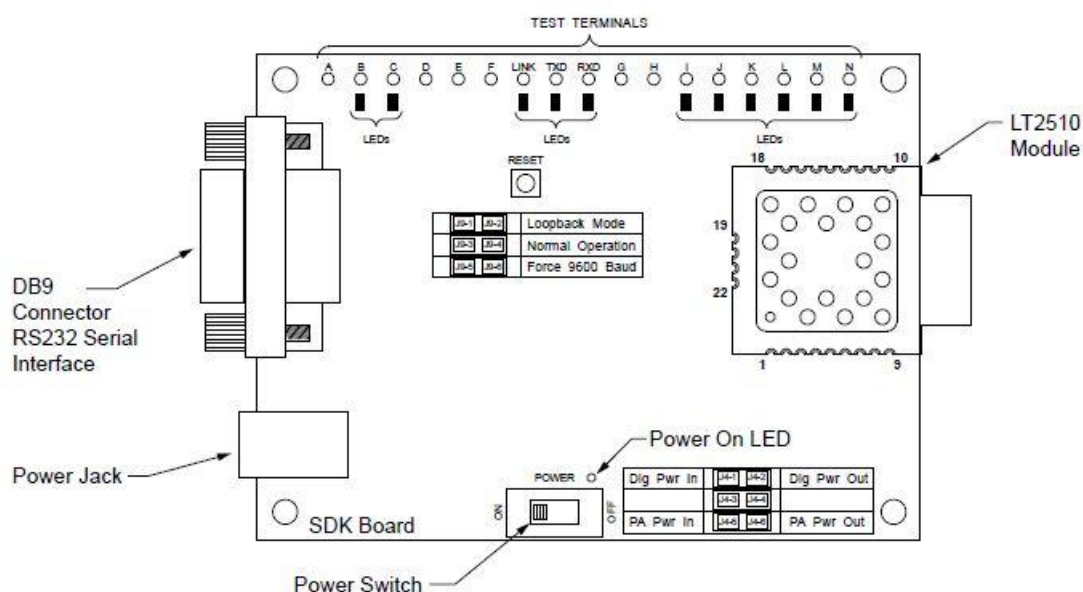 TEST TERMINALS
A B C D E F LINK TXD RXD G H I J K L M N
LEDs LEDs LEDs
LT2510
Module
RESET
18 10
J9-1 J9-2 Loopback Mode
J9-3 J9-4 Normal Operation
J9-5 J9-6 Force 9600 Baud
19
22
1 9
DB9
Connector
RS232 Serial
Interface
Power Jack
Power On LED
POWER
ON
OFF
Dig Pwr In J4-1 J4-2 Dig Pwr Out
J4-3 J4-4
PA Pwr In J4-5 J4-6 PA Pwr Out
SDK Board
Power Switch